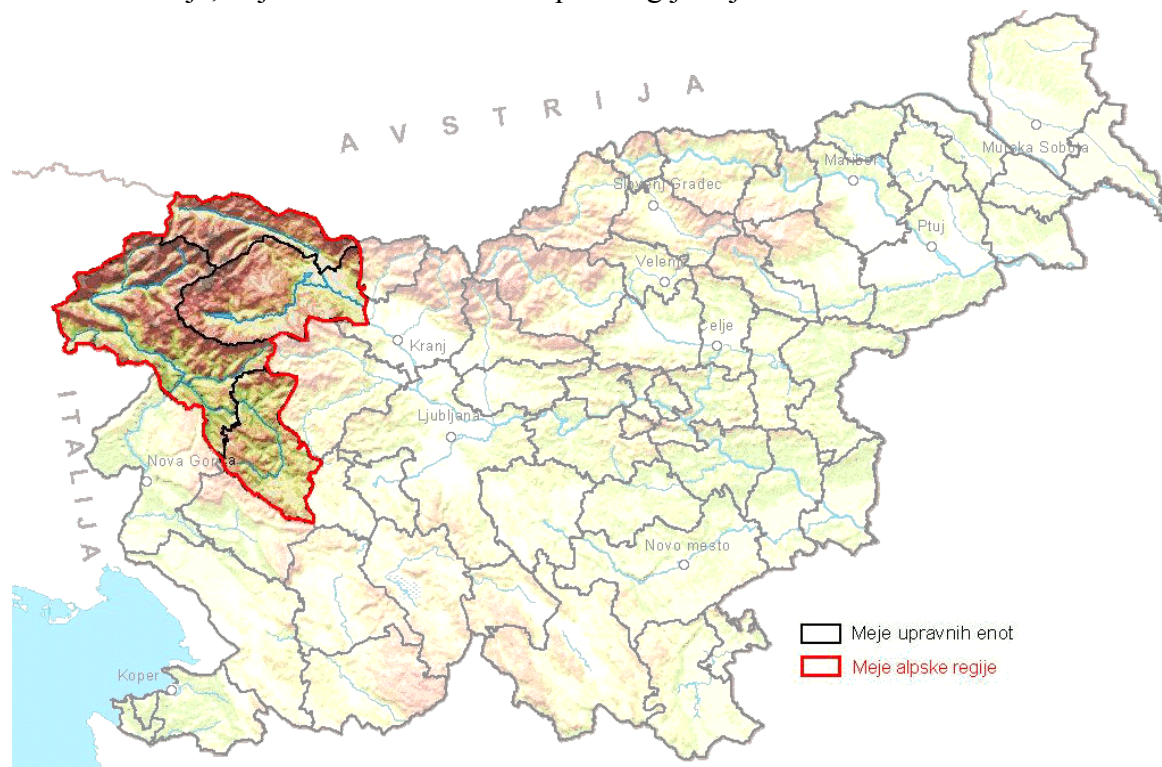 AVSTRIJA
Murska Sobota
Maribor
Slovenj Gradec
Ptuj
Velenje
Celje
Kranj
ITALIJA
Ljubljana
Nova Gorica
Novo mesto
Meje upravnih enot
Meje alpske regije
Koper